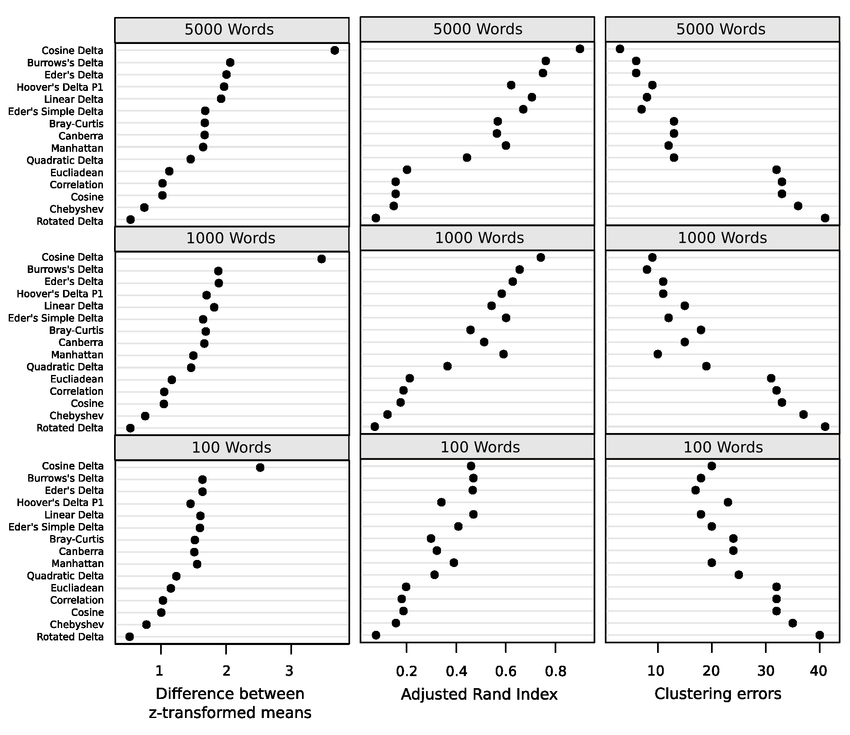 5000 Words 5000 Words 5000 Words
Cosine Delta
Burrows's Delta
Eder's Delta
Hoover's Delta P1
Linear Delta
Eder's Simple Delta
Bray-Curtis
Canberra
Manhattan
Quadratic Delta
Eucliadean
Correlation
Cosine
Chebyshev
Rotated Delta
1000 Words 1000 Words 1000 Words
Cosine Delta
Burrows's Delta
Eder's Delta
Hoover's Delta P1
Linear Delta
Eder's Simple Delta
Bray-Curtis
Canberra
Manhattan
Quadratic Delta
Eucliadean
Correlation
Cosine
Chebyshev
Rotated Delta
100 Words 100 Words 100 Words
Cosine Delta
Burrows's Delta
Eder's Delta
Hoover's Delta P1
Linear Delta
Eder's Simple Delta
Bray-Curtis
Canberra
Manhattan
Quadratic Delta
Eucliadean
Correlation
Cosine
Chebyshev
Rotated Delta
1 2 3 0.2 0.4 0.6 0.8 10 20 30 40
Difference between Adjusted Rand Index Clustering errors
z-transformed means